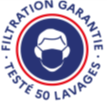 FILTRATION GARANTIE
• TESTÉ 50 LAVAGES •